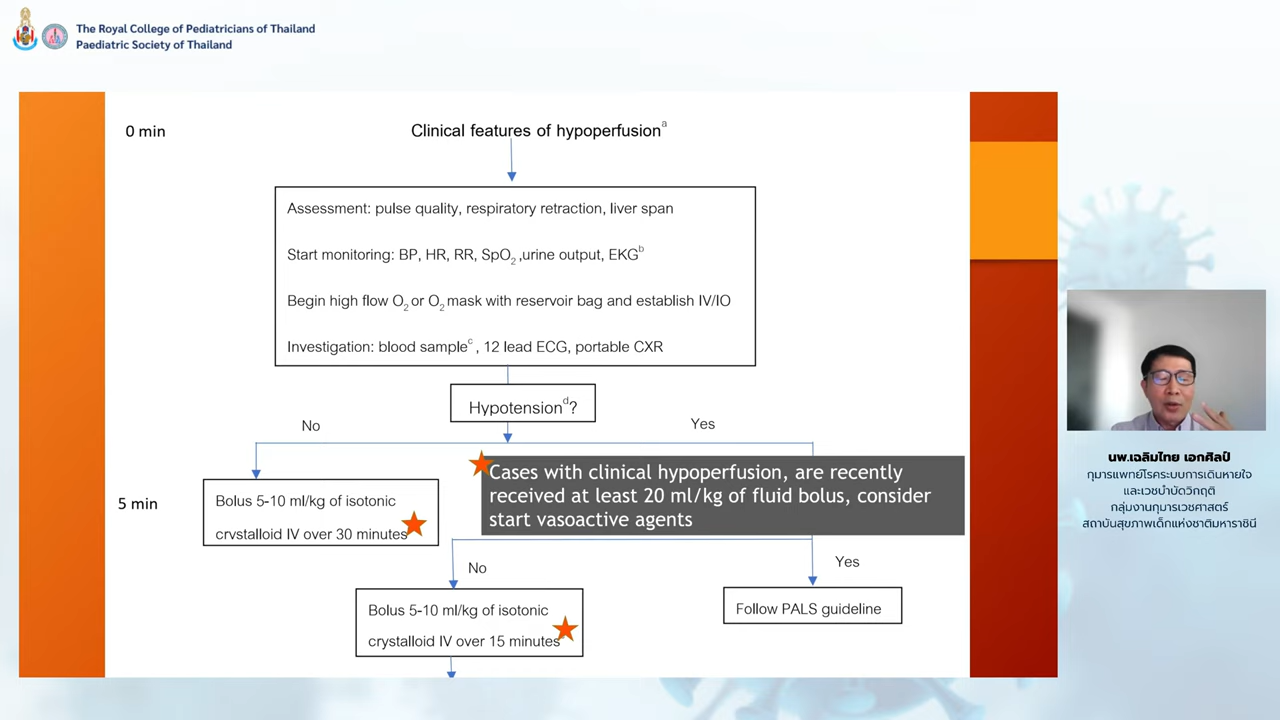 The Royal College of Pediatricians of Thailand
Paediatric Society of Thailand
0 min
Clinical features of hypoperfusionᵃ
Assessment: pulse quality, respiratory retraction, liver span
Start monitoring: BP, HR, RR, SpO₂ ,urine output, EKGᵇ
Begin high flow O₂ or O₂ mask with reservoir bag and establish IV/IO
Investigation: blood sampleᶜ , 12 lead ECG, portable CXR
Hypotensionᵈ?
No
Yes
Cases with clinical hypoperfusion, are recently
received at least 20 ml/kg of fluid bolus, consider
start vasoactive agents
5 min
Bolus 5-10 ml/kg of isotonic
crystalloid IV over 30 minutes
No
Yes
Bolus 5-10 ml/kg of isotonic
crystalloid IV over 15 minutes
Follow PALS guideline
นพ.เฉลิมไทย เอกศิลป์
กุมารแพทย์โรคระบบการเดินหายใจ
และเวชบำบัดวิกฤติ
กลุ่มงานกุมารเวชศาสตร์
สถาบันสุขภาพเด็กแห่งชาติมหาราชินี